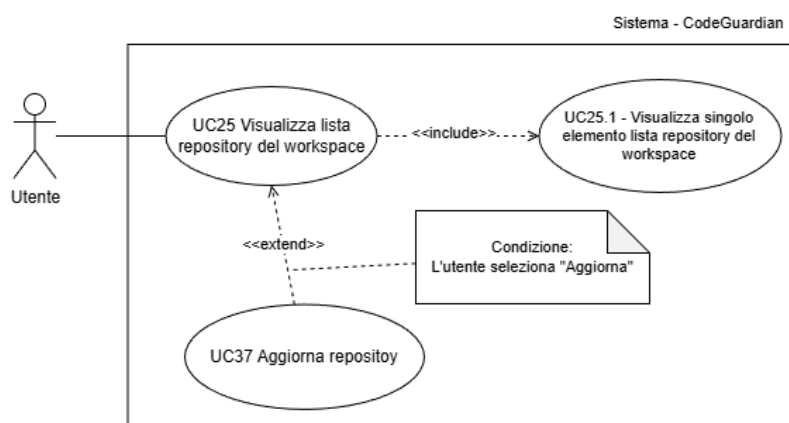 Sistema - CodeGuardian
UC25 Visualizza lista
repository del workspace
<<include>>
UC25.1 - Visualizza singolo
elemento lista repository del
workspace
Utente
<<extend>>
Condizione:
L'utente seleziona "Aggiorna"
UC37 Aggiorna repositoy